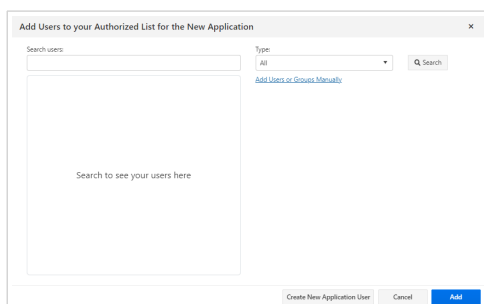 Add Users to your Authorized List for the New Application
Search users:
Type:
All
Search
Add Users or Groups Manually
Search to see your users here
Create New Application User
Cancel
Add